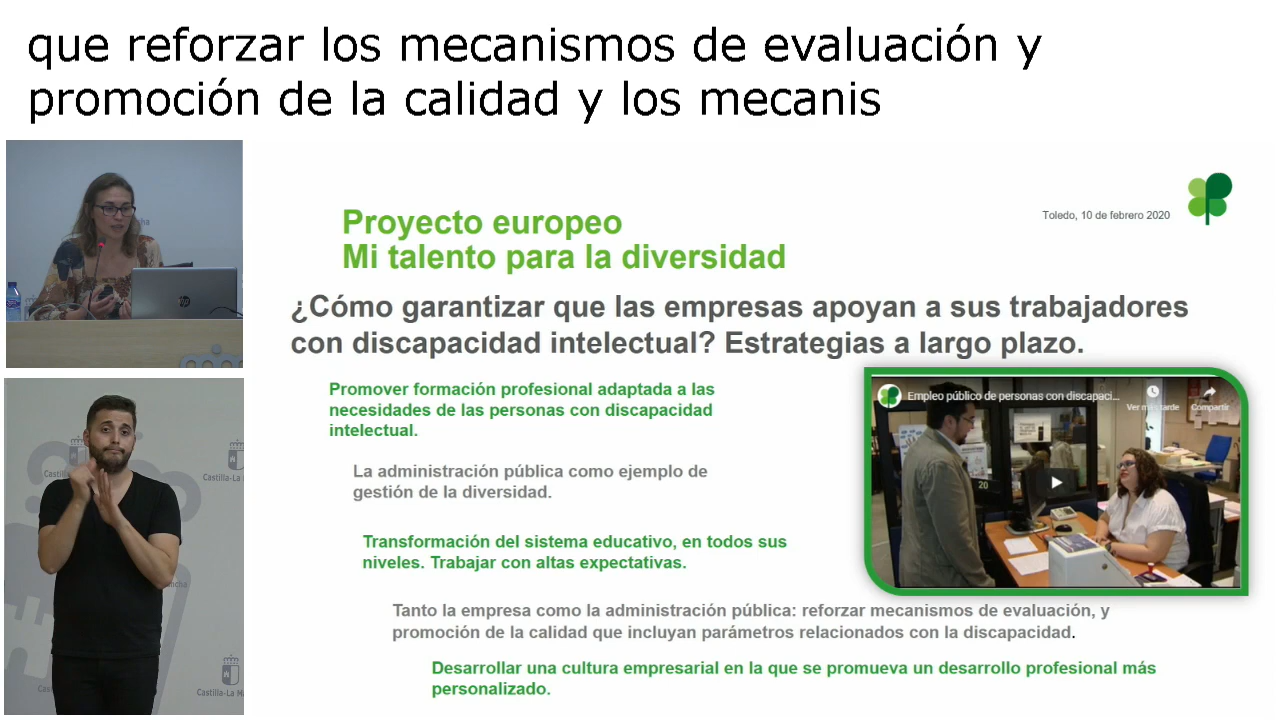 que reforzar los mecanismos de evaluación y
promoción de la calidad y los mecanis
Toledo, 10 de febrero 2020
Proyecto europeo
Mi talento para la diversidad
¿Cómo garantizar que las empresas apoyan a sus trabajadores
con discapacidad intelectual? Estrategias a largo plazo.
Promover formación profesional adaptada a las
necesidades de las personas con discapacidad
intelectual.
La administración pública como ejemplo de
gestión de la diversidad.
Transformación del sistema educativo, en todos sus
niveles. Trabajar con altas expectativas.
Tanto la empresa como la administración pública: reforzar mecanismos de evaluación, y
promoción de la calidad que incluyan parámetros relacionados con la discapacidad.
Desarrollar una cultura empresarial en la que se promueva un desarrollo profesional más
personalizado.
Empleo público de personas con discapaci...
Ver más tarde
Compartir
20
hp
Castilla-La M
Castilla-La M